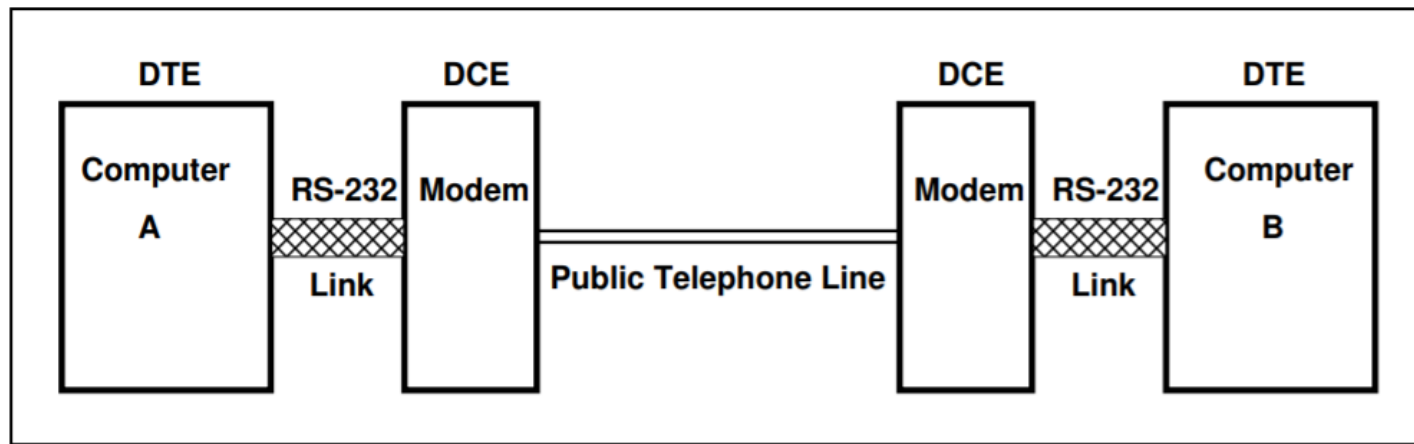 DTE
DCE
DCE
DTE
Computer
A
RS-232
Link
Modem
Public Telephone Line
Modem
RS-232
Link
Computer
B